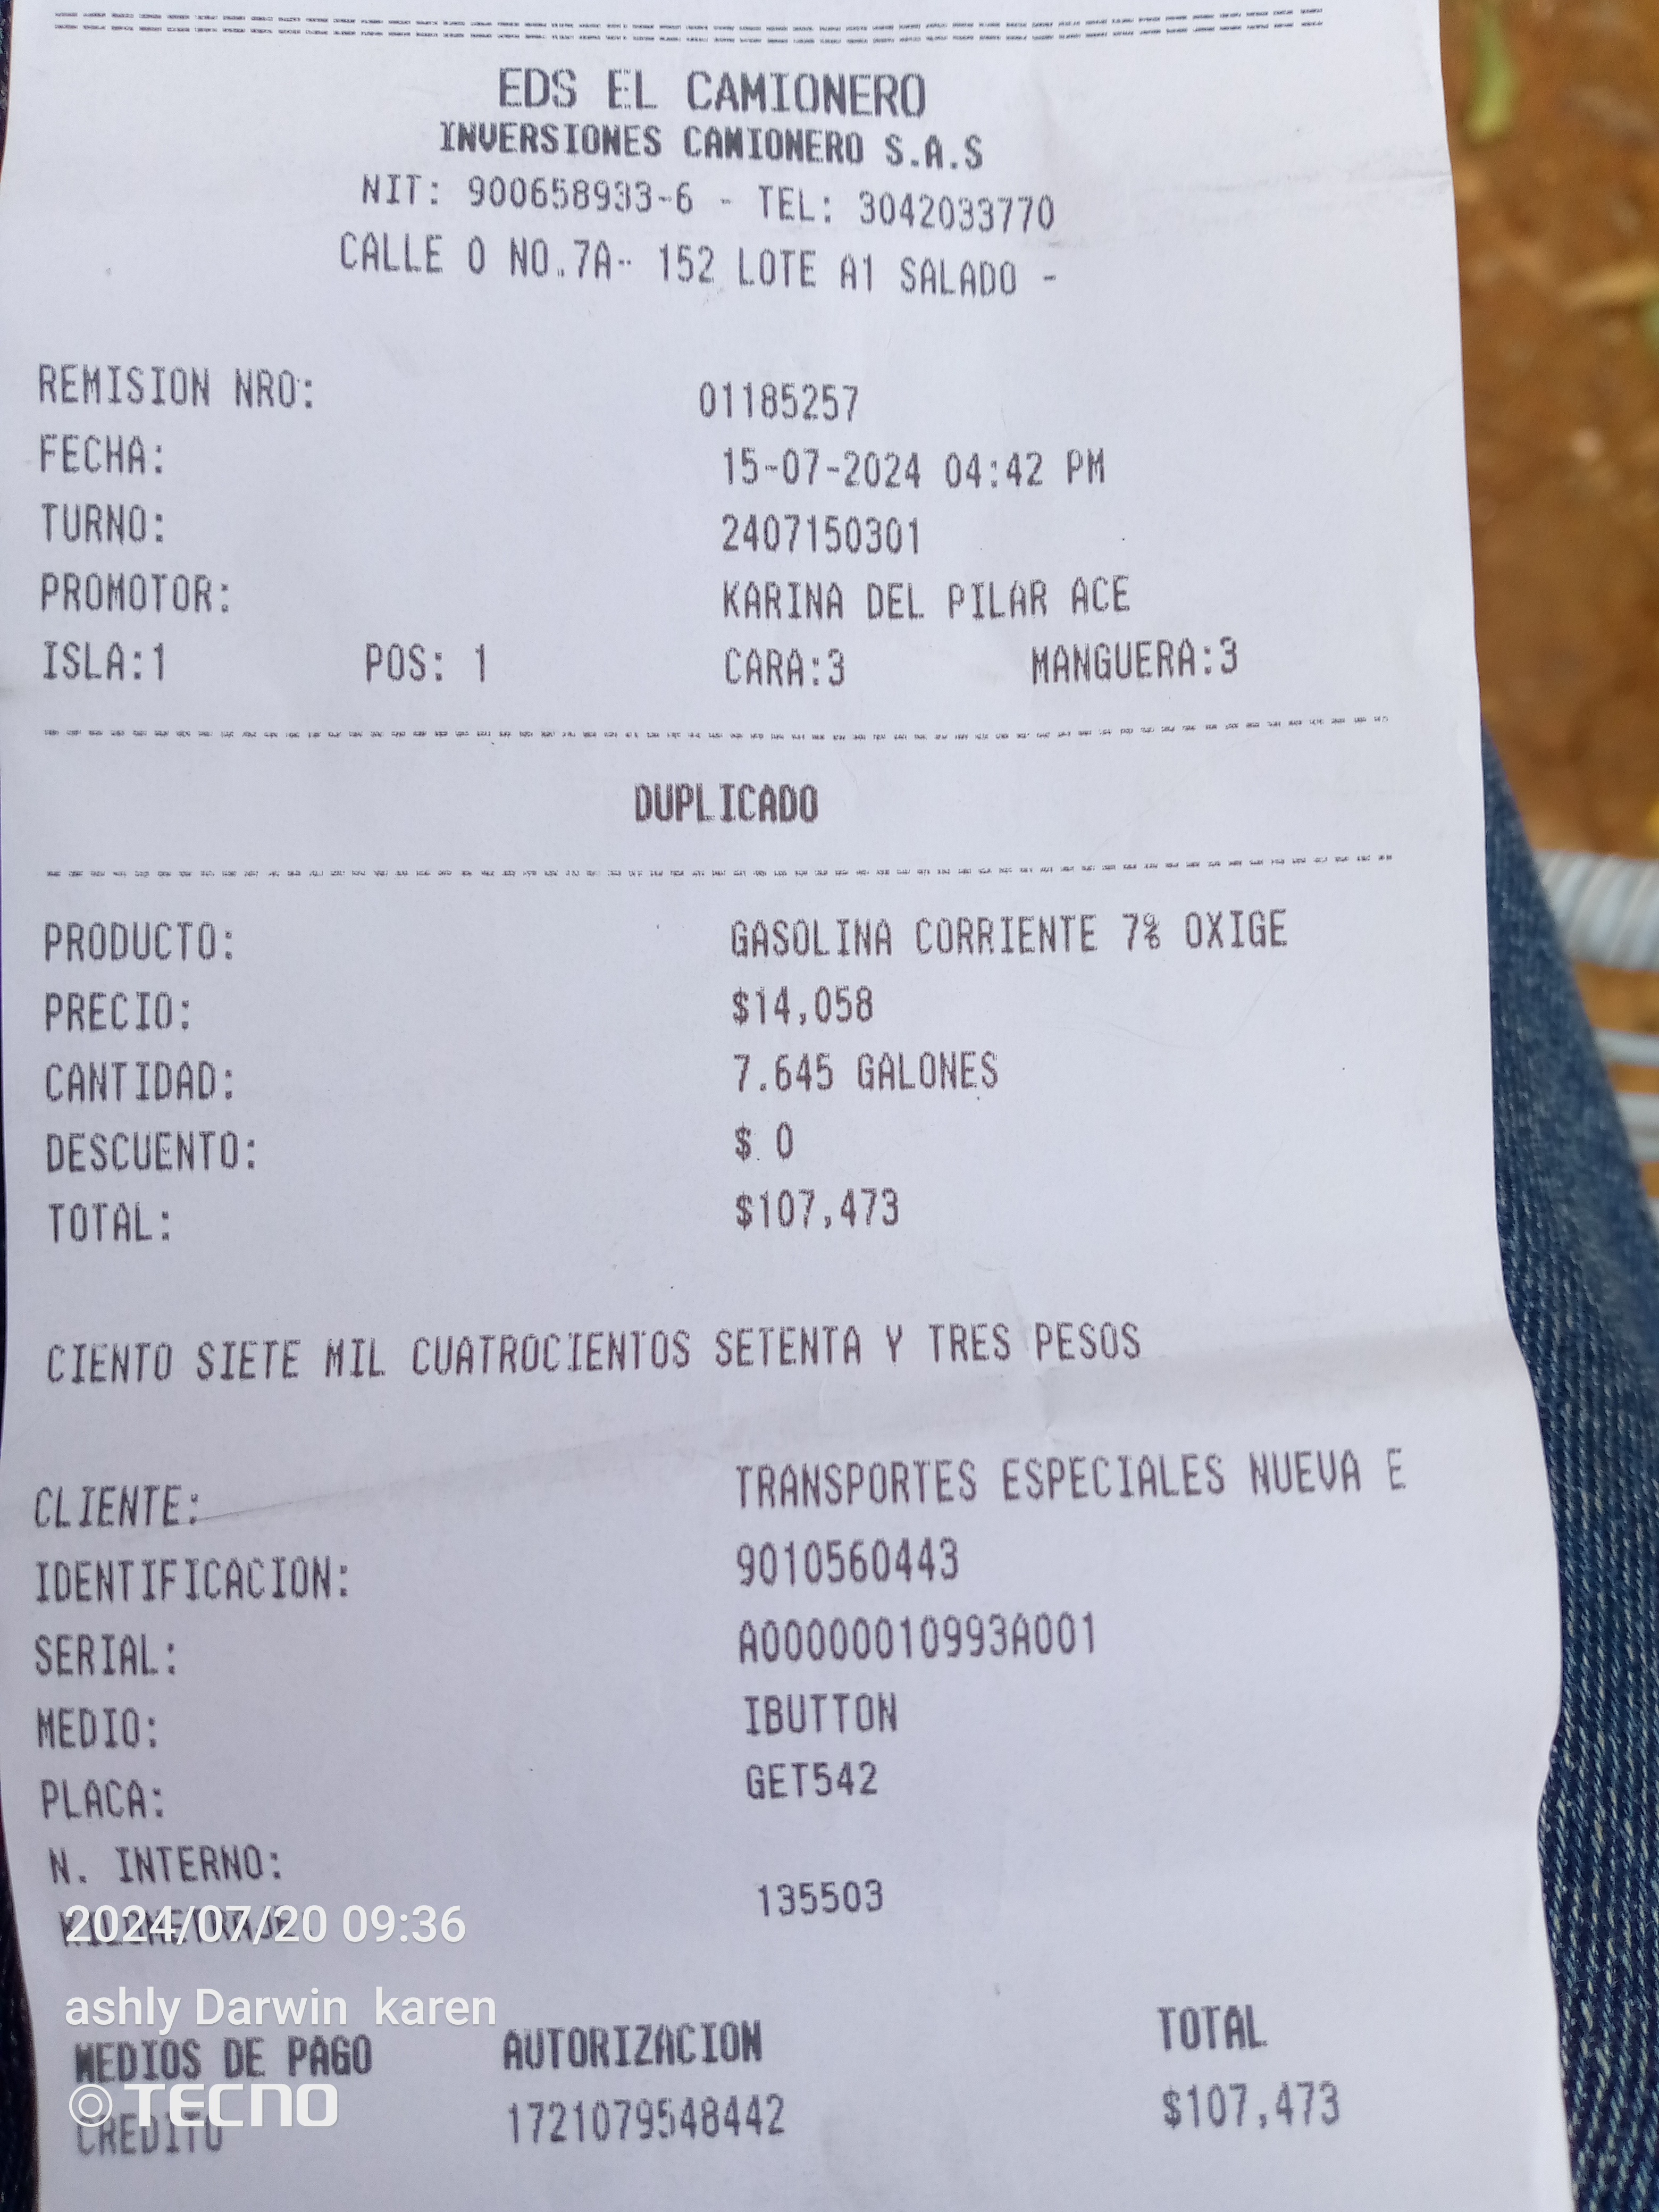 EDS EL CAMIONERO
INVERSIONES CAMIONERO S.A.S
NIT: 900658933-6 - TEL: 3042033770
CALLE 0 NO.7A- 152 LOTE A1 SALADO -
REMISION NRO: 01185257
FECHA: 15-07-2024 04:42 PM
TURNO: 2407150301
PROMOTOR: KARINA DEL PILAR ACE
ISLA:1 POS: 1 CARA:3 MANGUERA:3
DUPLICADO
PRODUCTO: GASOLINA CORRIENTE 7% OXIGE
PRECIO: $14,058
CANTIDAD: 7.645 GALONES
DESCUENTO: $ 0
TOTAL: $107,473
CIENTO SIETE MIL CUATROCIENTOS SETENTA Y TRES PESOS
CLIENTE: TRANSPORTES ESPECIALES NUEVA E
IDENTIFICACION: 9010560443
SERIAL: A00000010993A001
MEDIO: IBUTTON
PLACA: GET542
N. INTERNO:
KILOMETRAJE: 135503
2024/07/20 09:36
ashly Darwin karen
MEDIOS DE PAGO AUTORIZACION TOTAL
TECNO
CREDITO 1721079548442 $107,473